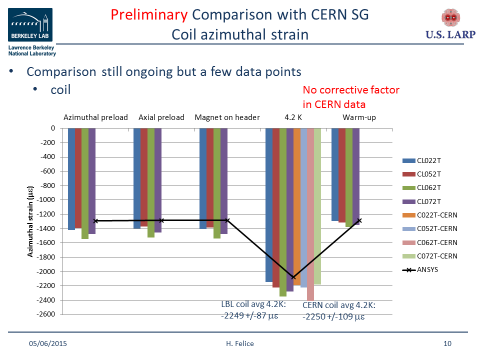 BERKELEY LAB
Lawrence Berkeley
National Laboratory
Preliminary Comparison with CERN SG
Coil azimuthal strain
U.S. LARP
• Comparison still ongoing but a few data points
• coil
No corrective factor
in CERN data
Azimuthal preload Axial preload Magnet on header 4.2 K Warm-up
0
-200
-400
-600
-800
-1000
-1200
-1400
-1600
-1800
-2000
-2200
-2400
-2600
Azimuthal strain (με)
CL022T
CL052T
CL062T
CL072T
C022T-CERN
C052T-CERN
C062T-CERN
C072T-CERN
ANSYS
LBL coil avg 4.2K:
-2249 +/-87 με
CERN coil avg 4.2K:
-2250 +/-109 με
05/06/2015 H. Felice 10